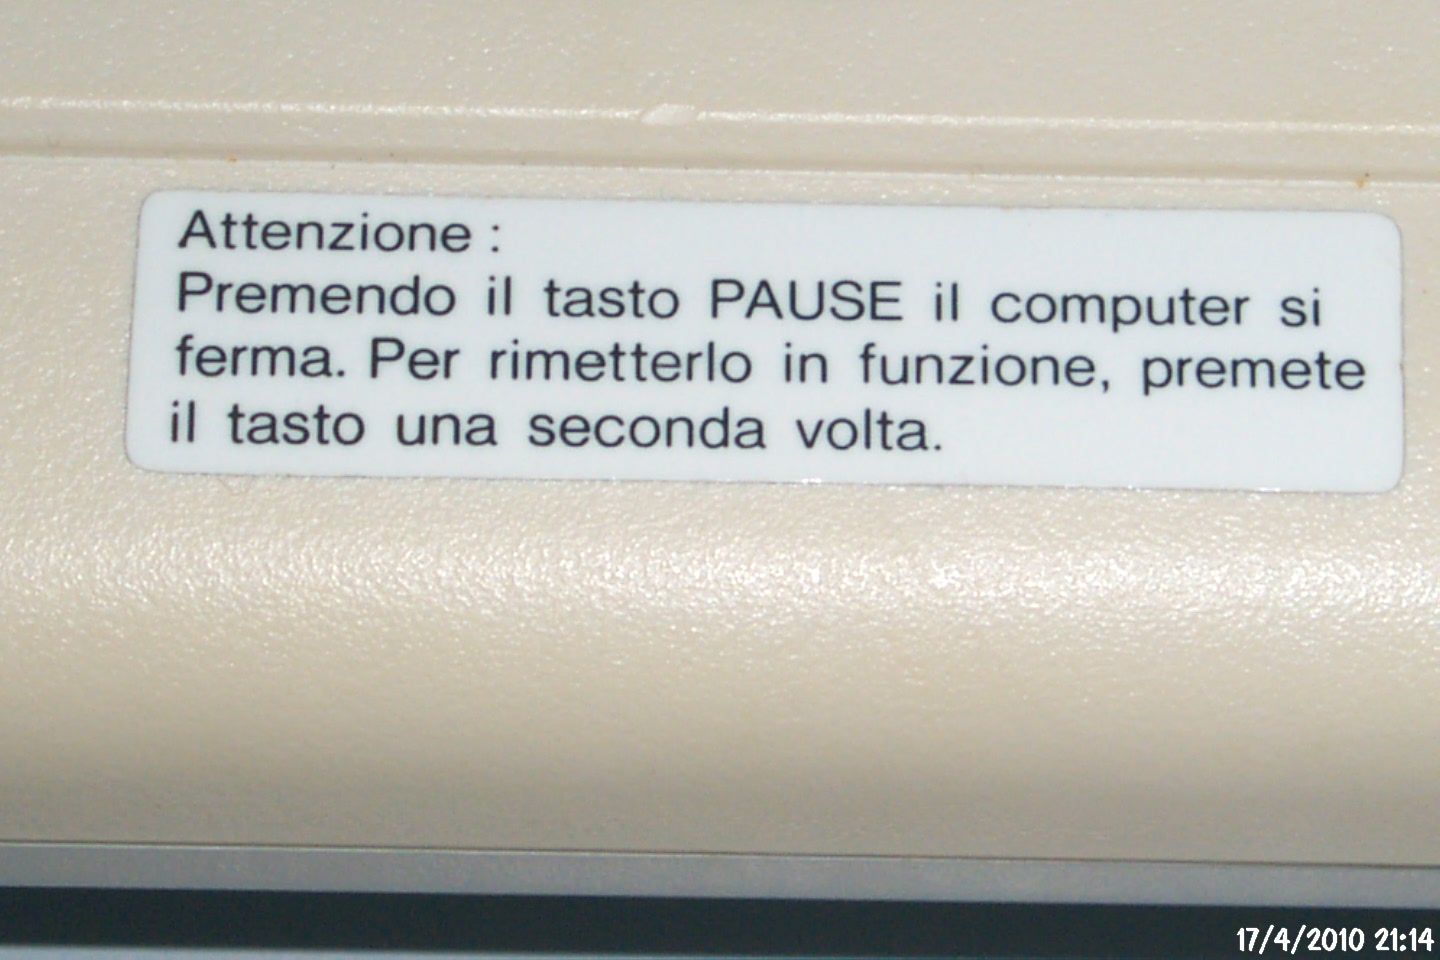 Attenzione :
Premendo il tasto PAUSE il computer si
ferma. Per rimetterlo in funzione, premete
il tasto una seconda volta.
17/4/2010 21:14